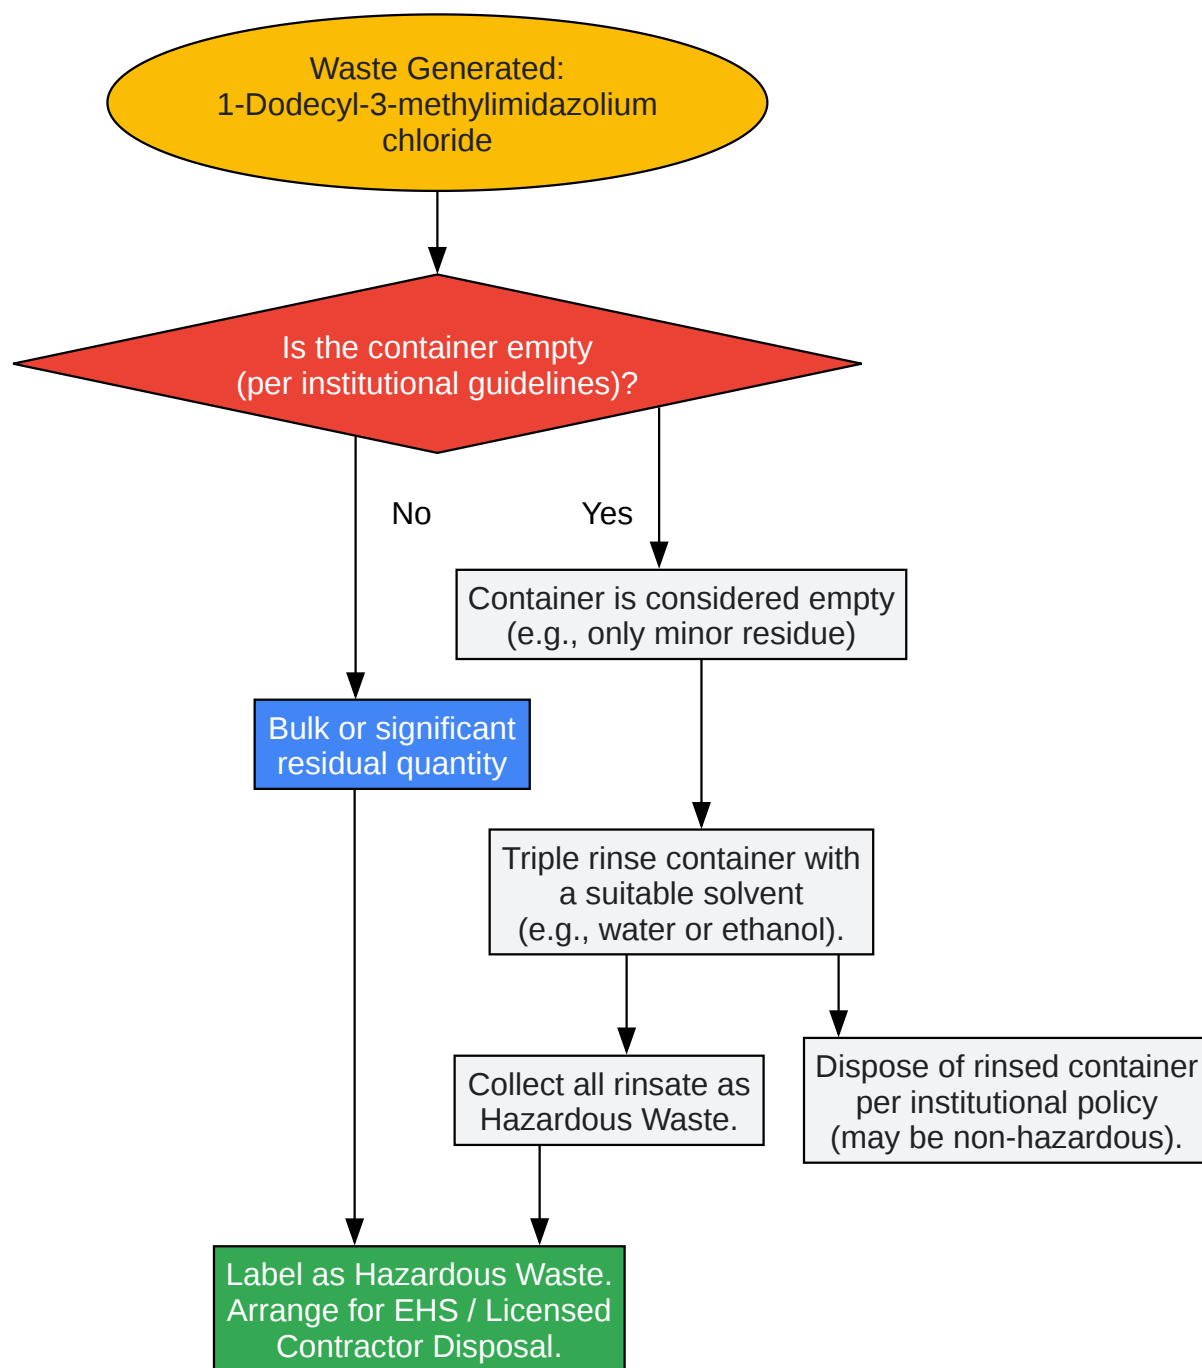 Waste Generated:
1-Dodecyl-3-methylimidazolium
chloride
Is the container empty
(per institutional guidelines)?
No
Yes
Container is considered empty
(e.g., only minor residue)
Bulk or significant
residual quantity
Triple rinse container with
a suitable solvent
(e.g., water or ethanol).
Collect all rinsate as
Hazardous Waste.
Dispose of rinsed container
per institutional policy
(may be non-hazardous).
Label as Hazardous Waste.
Arrange for EHS / Licensed
Contractor Disposal.